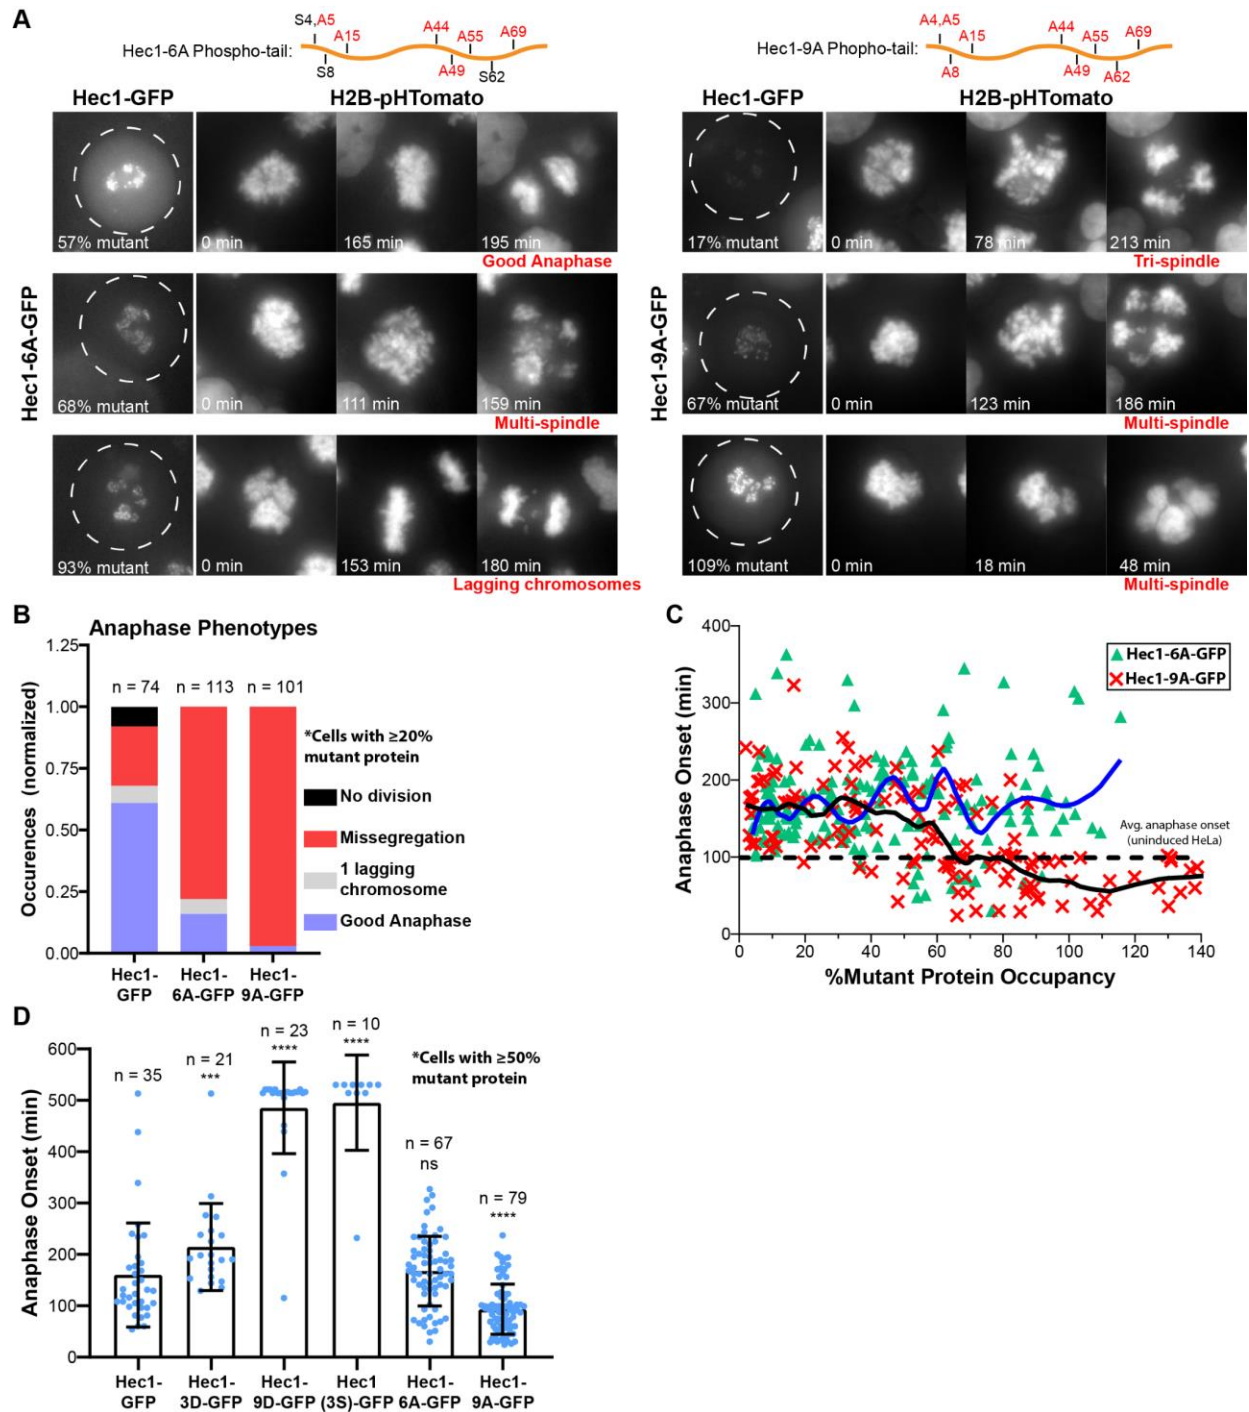 A
Hec1-6A Phospho-tail:
S4,A5
A15
A44
A55
A69
S8
A49
S62
Hec1-9A Phopho-tail:
A4,A5
A15
A44
A55
A69
A8
A49
A62
Hec1-GFP
H2B-pHTomato
Hec1-GFP
H2B-pHTomato
Hec1-6A-GFP
57% mutant
0 min
165 min
195 min
Good Anaphase
68% mutant
0 min
111 min
159 min
Multi-spindle
93% mutant
0 min
153 min
180 min
Lagging chromosomes
Hec1-9A-GFP
17% mutant
0 min
78 min
213 min
Tri-spindle
67% mutant
0 min
123 min
186 min
Multi-spindle
109% mutant
0 min
18 min
48 min
Multi-spindle
B
Anaphase Phenotypes
Occurences (normalized)
1.25
1.00
0.75
0.50
0.25
0.00
n = 74
n = 113
n = 101
*Cells with ≥20%
mutant protein
No division
Missegregation
1 lagging
chromosome
Good Anaphase
Hec1-
GFP
Hec1-
6A-GFP
Hec1-
9A-GFP
C
Anaphase Onset (min)
400
300
200
100
0
Hec1-6A-GFP
Hec1-9A-GFP
Avg. anaphase onset
(uninduced HeLa)
0
20
40
60
80
100
120
140
%Mutant Protein Occupancy
D
Anaphase Onset (min)
600
500
400
300
200
100
0
n = 35
n = 21
***
n = 23
****
n = 10
****
n = 67
ns
n = 79
****
*Cells with ≥50%
mutant protein
Hec1-
GFP
Hec1-
3D-GFP
Hec1-
9D-GFP
Hec1
(3S)-GFP
Hec1-
6A-GFP
Hec1-
9A-GFP